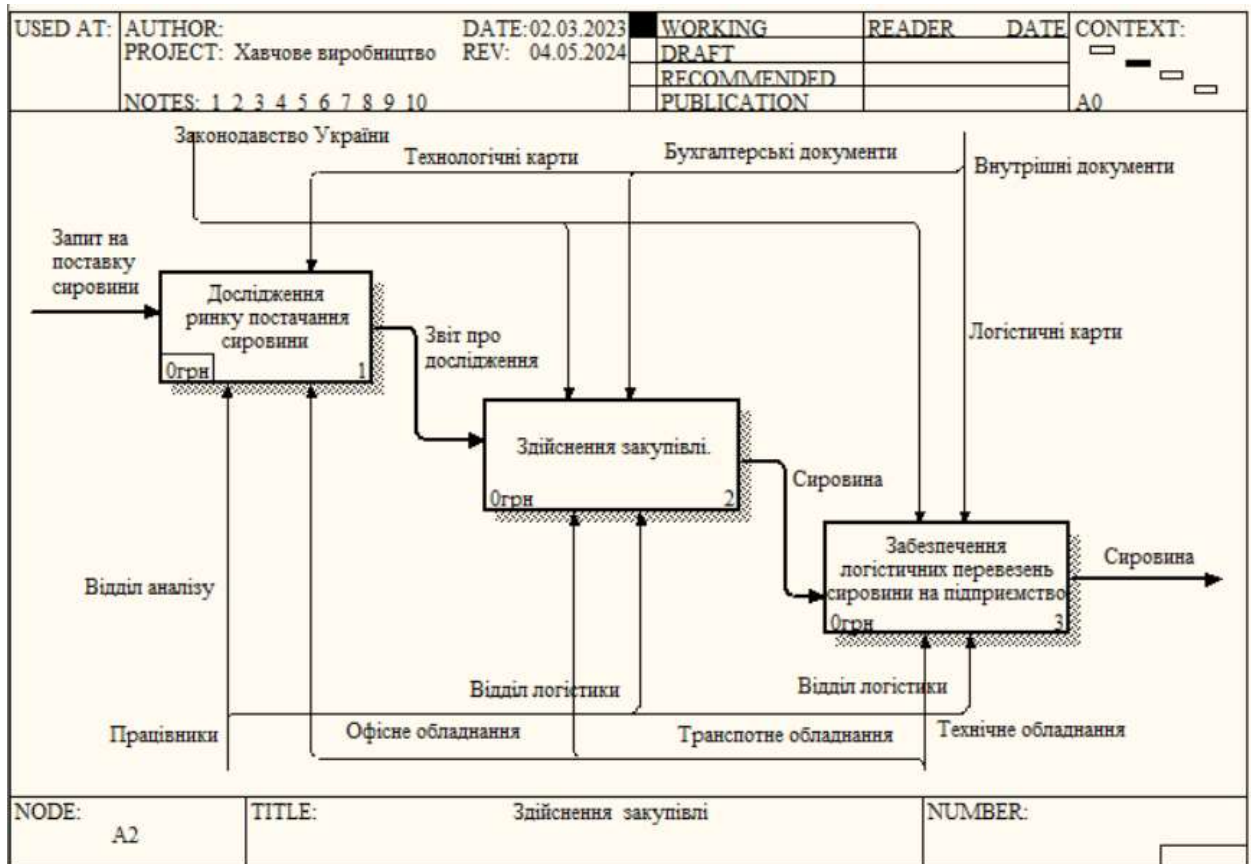 USED AT:
AUTHOR:
DATE: 02.03.2023
PROJECT: Хавчове виробництво
REV: 04.05.2024
NOTES: 1 2 3 4 5 6 7 8 9 10
WORKING
DRAFT
RECOMMENDED
PUBLICATION
READER
DATE
CONTEXT:
A0
Законодавство України
Технологічні карти
Бухгалтерські документи
Внутрішні документи
Запит на
поставку
сировини
Дослідження
ринку постачання
сировини
0грн
1
Звіт про
дослідження
Логістичні карти
Здійснення закупівлі.
0грн
2
Сировина
Забезпечення
логістичних перевезень
сировини на підприємство
0грн
3
Сировина
Відділ аналізу
Відділ логістики
Відділ логістики
Працівники
Офісне обладнання
Транспотне обладнання
Технічне обладнання
NODE:
A2
TITLE:
Здійснення закупівлі
NUMBER: